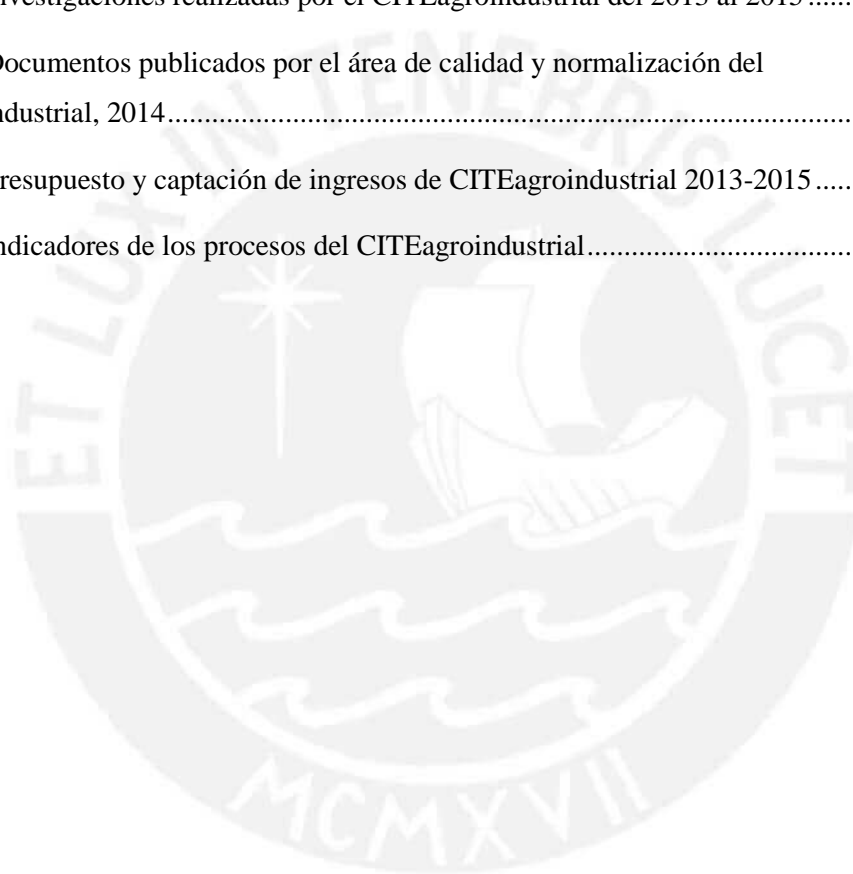 nvestigaciones realizadas por el CITEagroindustrial del 2013 al 2015 ......
Documentos publicados por el área de calidad y normalización del
ndustrial, 2014 ..........................................................................................................
resupuesto y captación de ingresos de CITEagroindustrial 2013-2015 .....
ndicadores de los procesos del CITEagroindustrial ........................................
ET LUX IN TENEBRIS LUCET
MCMXVII